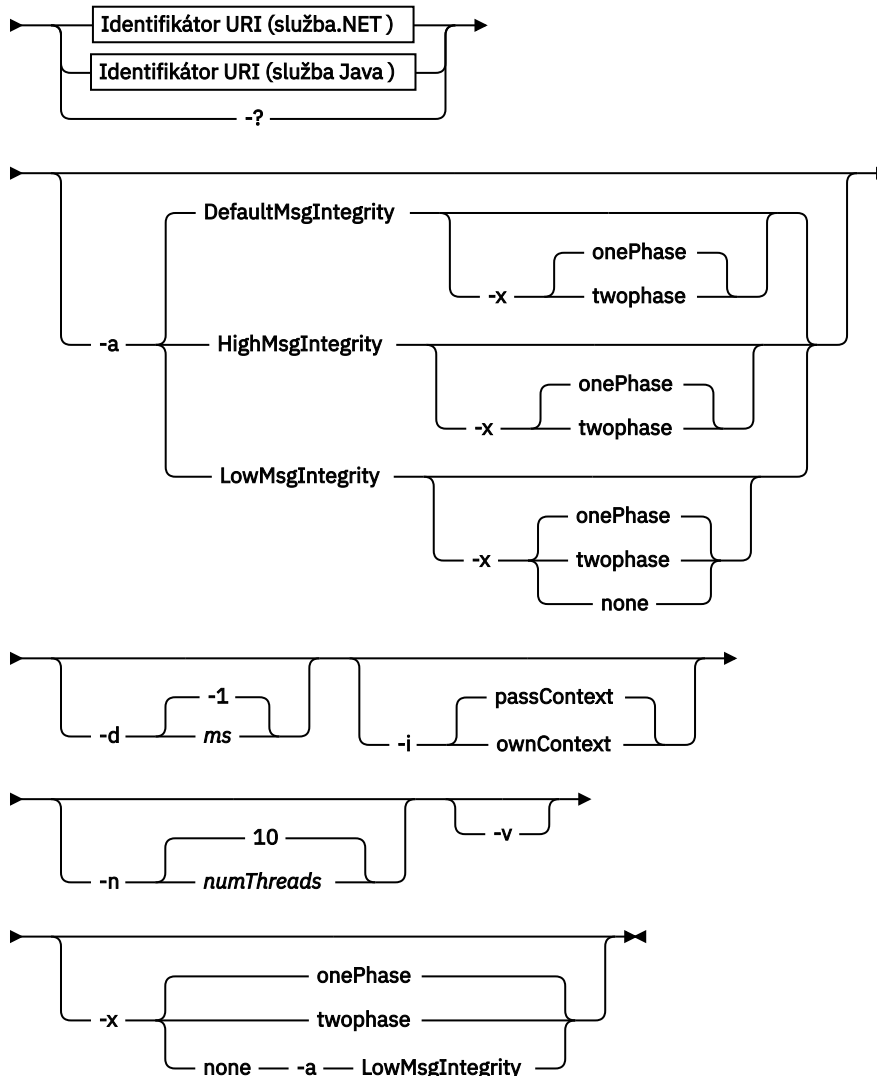 Identifikátor URI (služba.NET )
Identifikátor URI (služba Java )
-?
DefaultMsgIntegrity
onePhase
-x twophase
-a HighMsgIntegrity
onePhase
-x twophase
LowMsgIntegrity
onePhase
-x twophase
none
-1 passContext
-d ms -i ownContext
10 -v
-n numThreads
onePhase
-x twophase
none -a LowMsgIntegrity